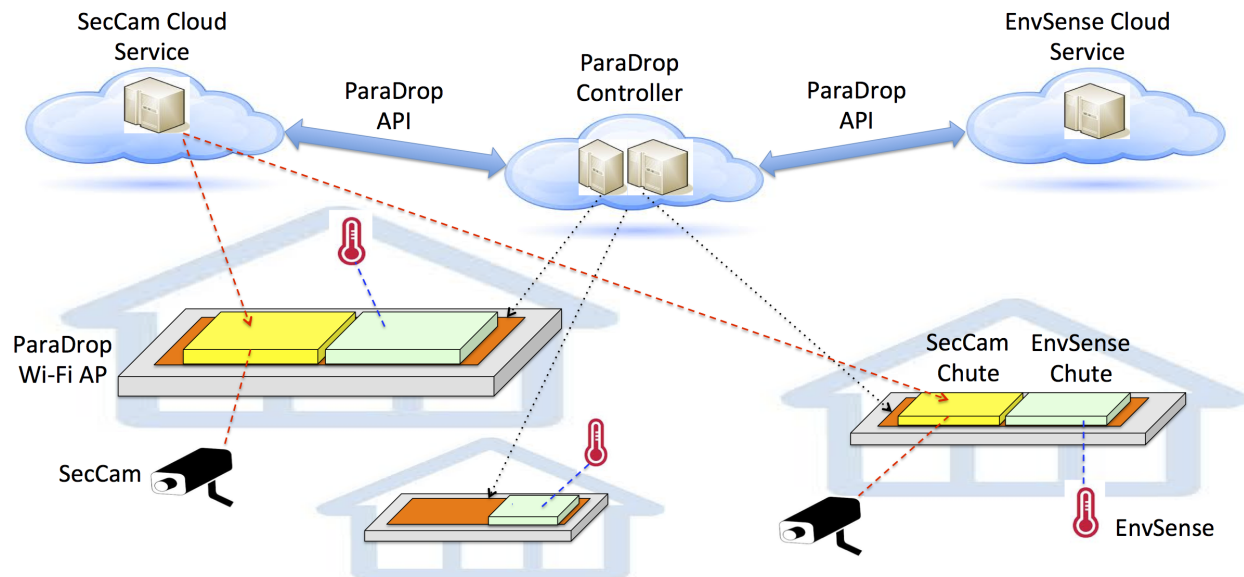 SecCam Cloud
Service
ParaDrop
API
ParaDrop
Controller
ParaDrop
API
EnvSense Cloud
Service
ParaDrop
Wi-Fi AP
SecCam
SecCam
Chute
EnvSense
Chute
EnvSense